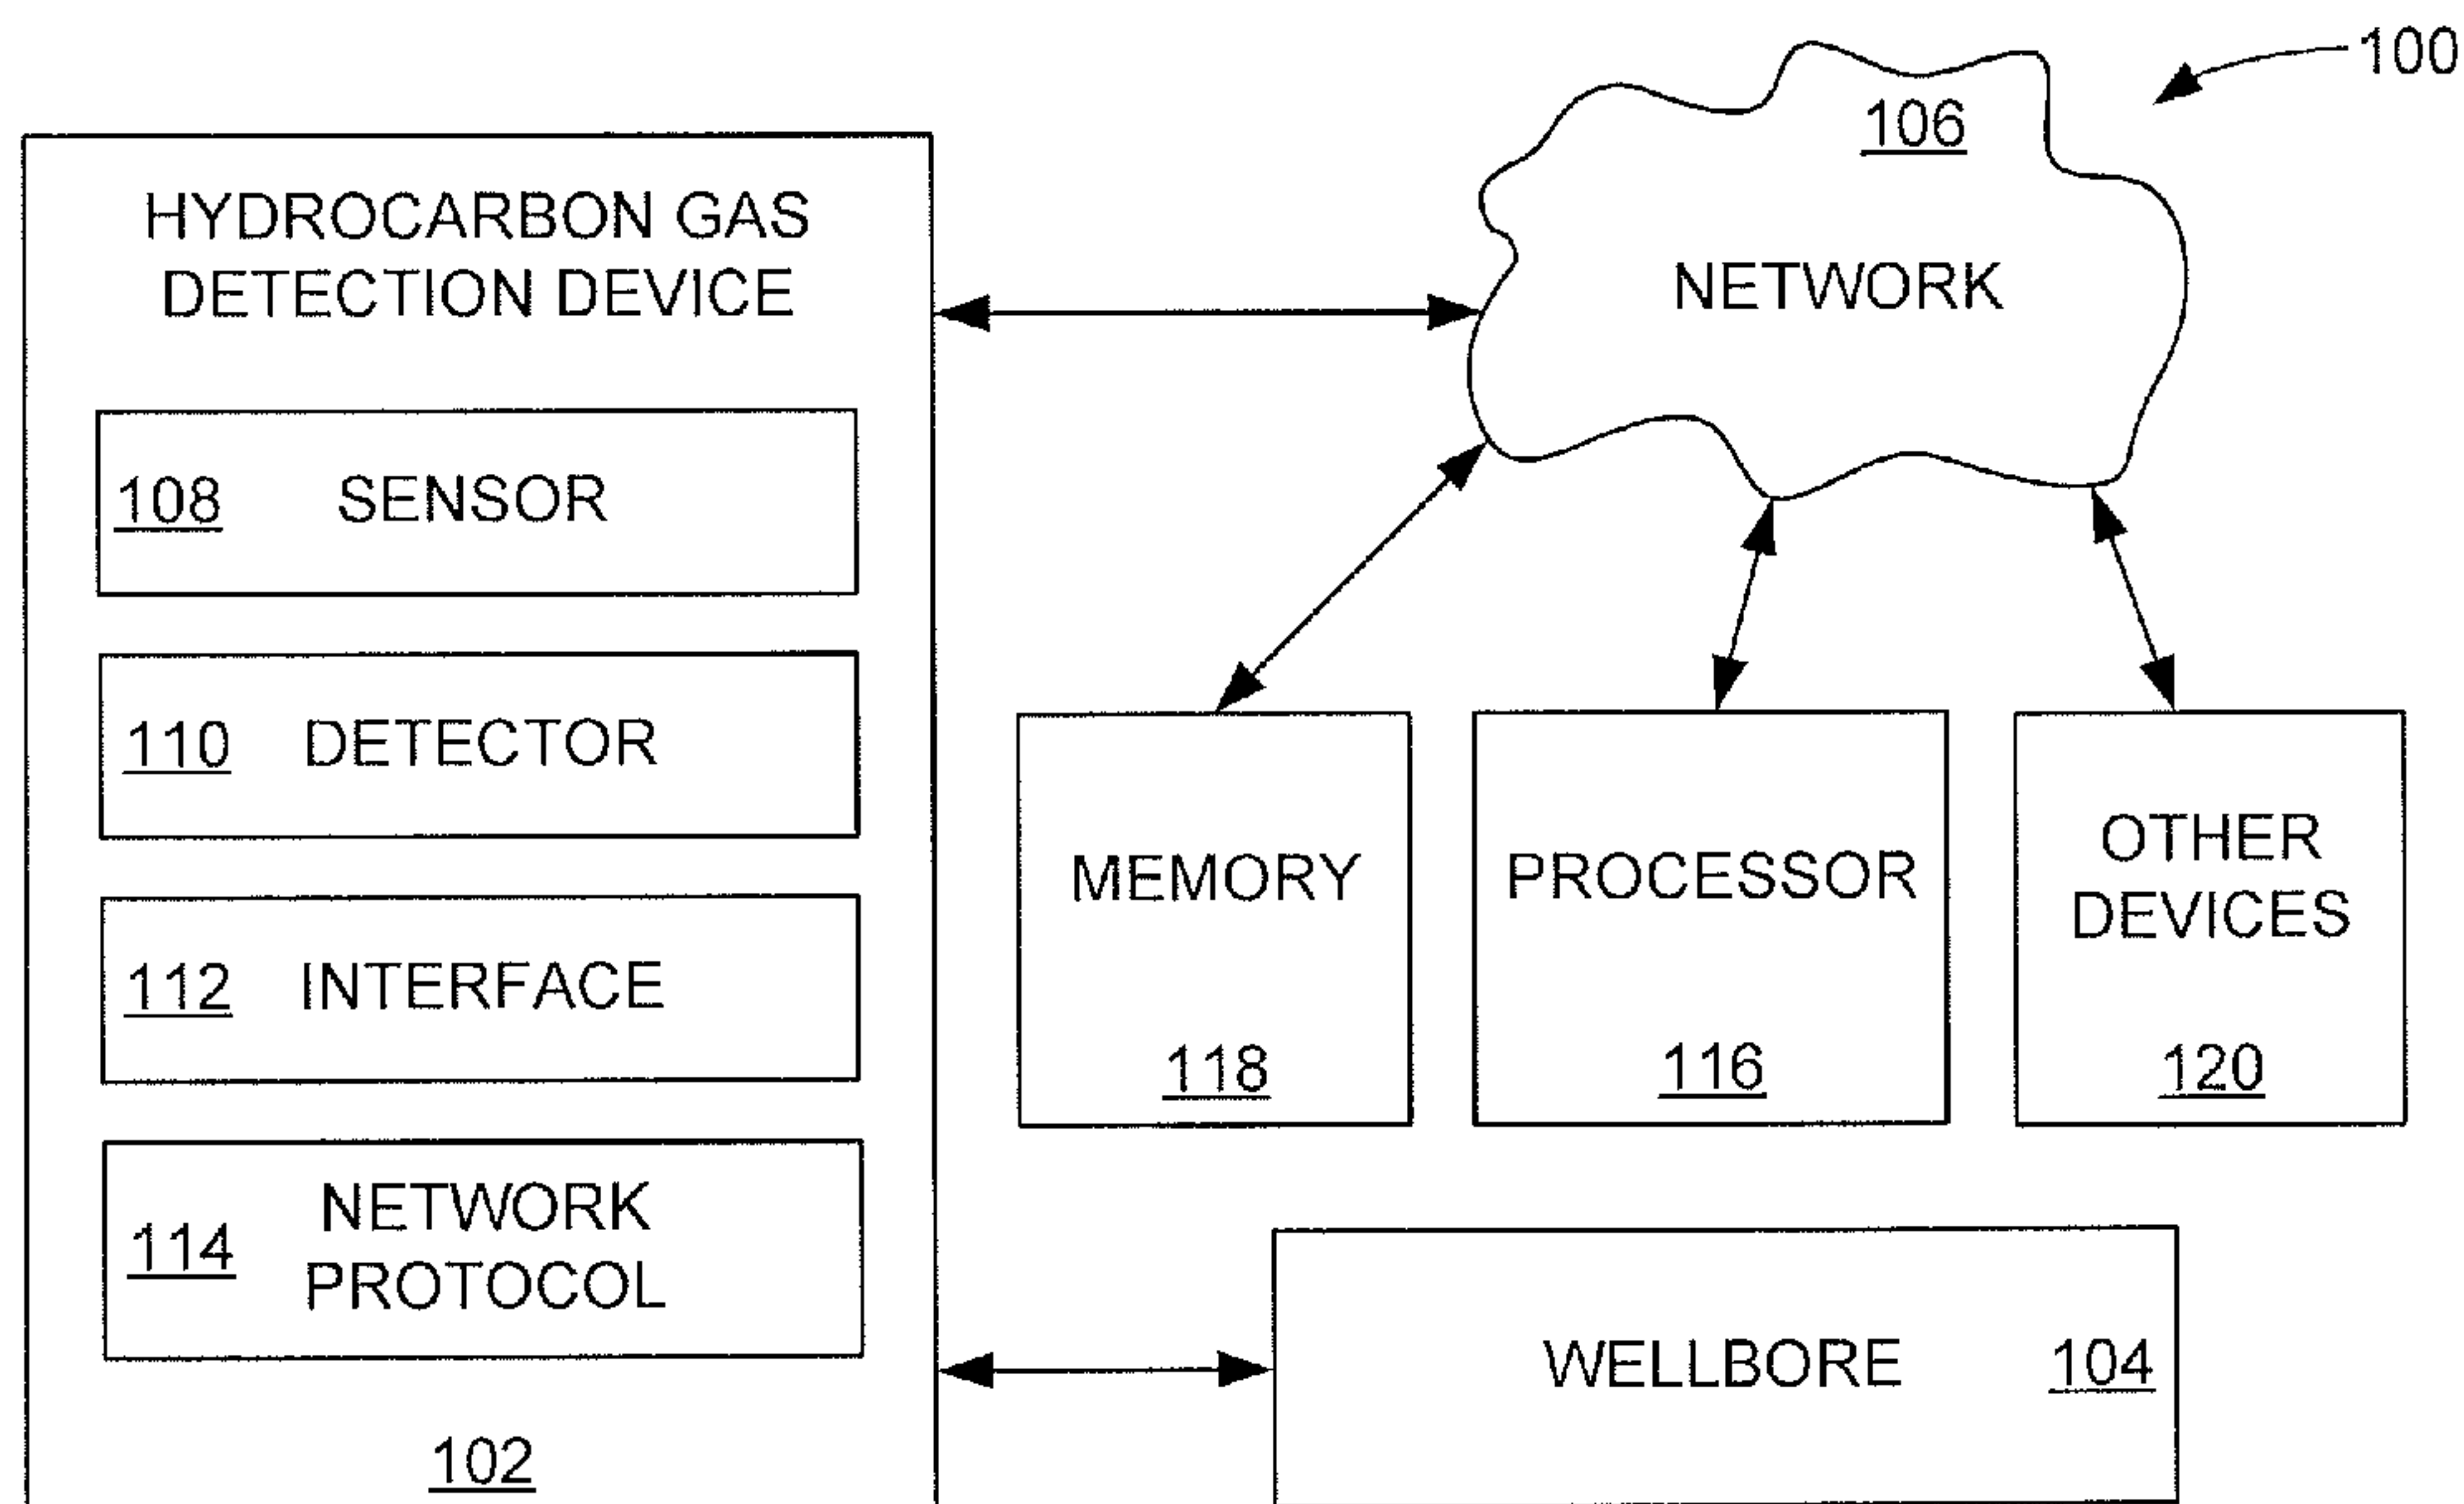 100
106
NETWORK
HYDROCARBON GAS
DETECTION DEVICE
108 SENSOR
110 DETECTOR
112 INTERFACE
114 NETWORK
PROTOCOL
102
MEMORY
118
PROCESSOR
116
OTHER
DEVICES
120
WELLBORE 104